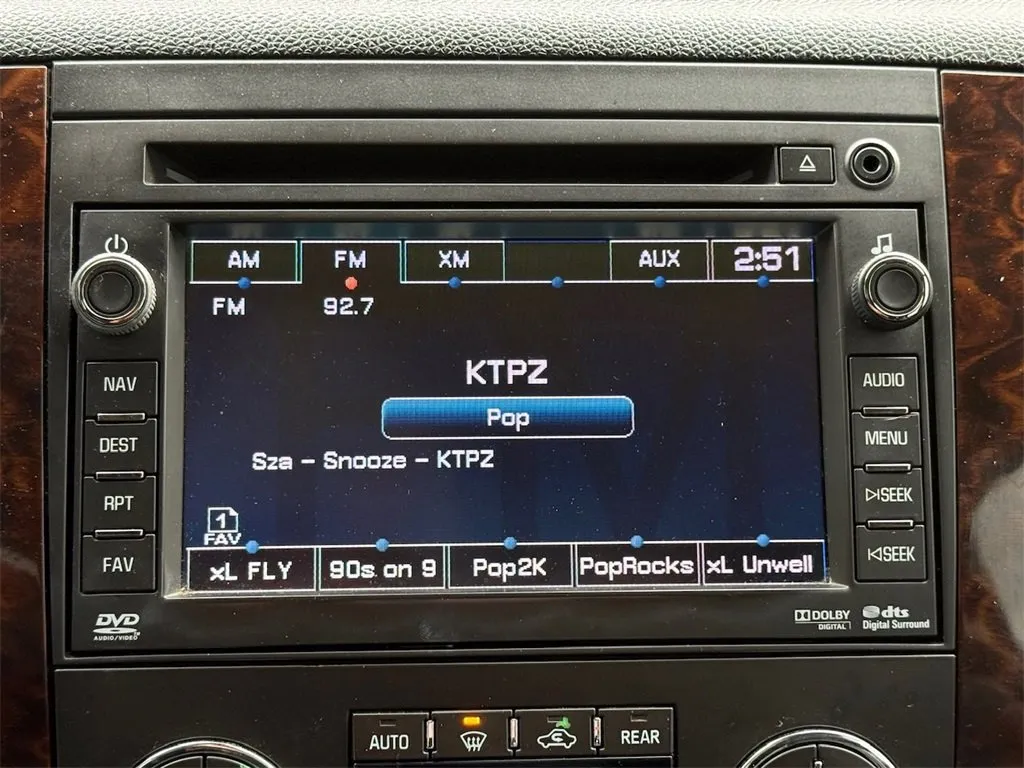 AM FM XM AUX 2:51
FM 92.7
KTPZ
Pop
Sza - Snooze - KTPZ
1
FAV
xL FLY 90s on 9 Pop2K PopRocks xL Unwell
NAV
DEST
RPT
FAV
AUDIO
MENU
SEEK
SEEK
DVD
AUDIO/VIDEO
DOLBY
DIGITAL
dts
Digital Surround
AUTO REAR